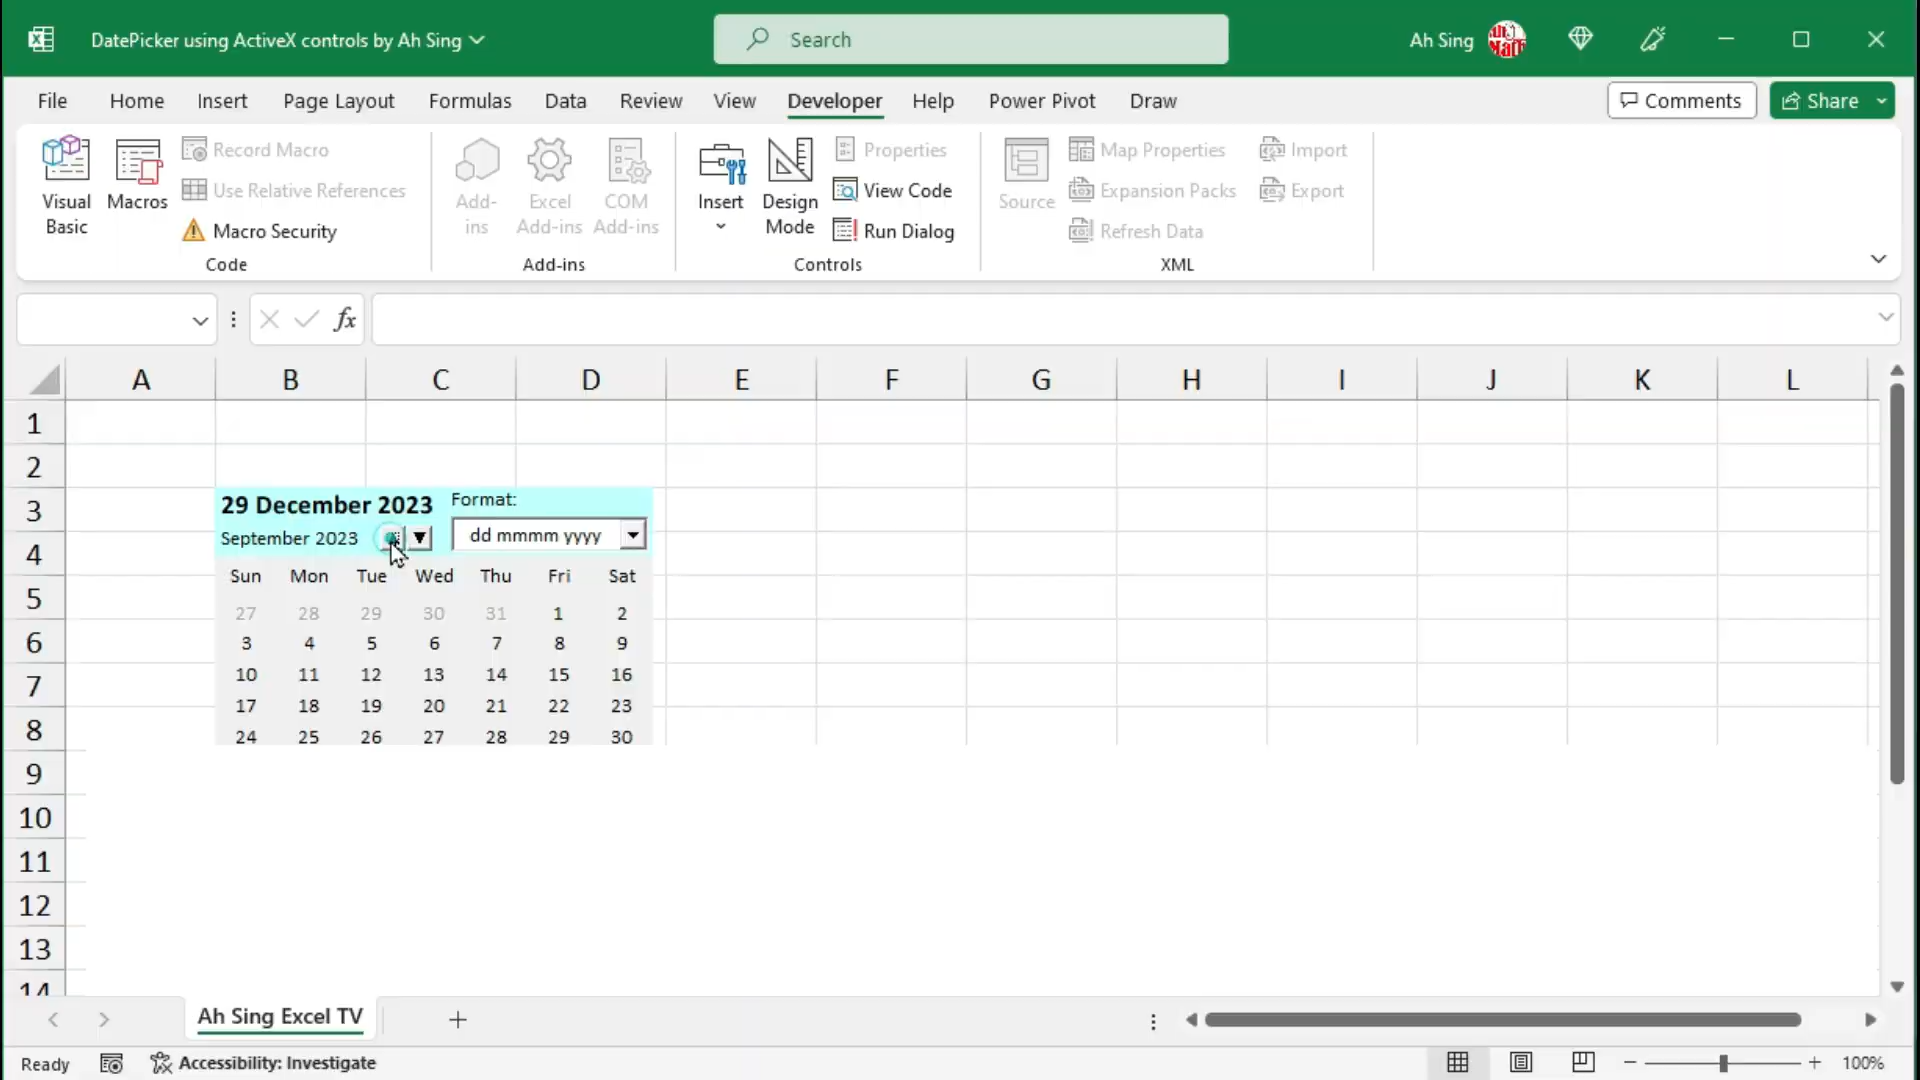 DatePicker using ActiveX controls by Ah Sing
Search
Ah Sing
File Home Insert Page Layout Formulas Data Review View Developer Help Power Pivot Draw
Comments Share
Visual Basic
Macros
Record Macro
Use Relative References
Macro Security
Code
Add-ins
Excel Add-ins
COM Add-ins
Add-ins
Insert
Design Mode
Properties
View Code
Run Dialog
Controls
Source
Map Properties
Expansion Packs
Refresh Data
Import
Export
XML
fx
A B C D E F G H I J K L
1
2
3
4
5
6
7
8
9
10
11
12
13
14
29 December 2023 Format:
September 2023 ▼ dd mmmm yyyy
Sun Mon Tue Wed Thu Fri Sat
27 28 29 30 31 1 2
3 4 5 6 7 8 9
10 11 12 13 14 15 16
17 18 19 20 21 22 23
24 25 26 27 28 29 30
Ah Sing Excel TV
Ready Accessibility: Investigate 100%